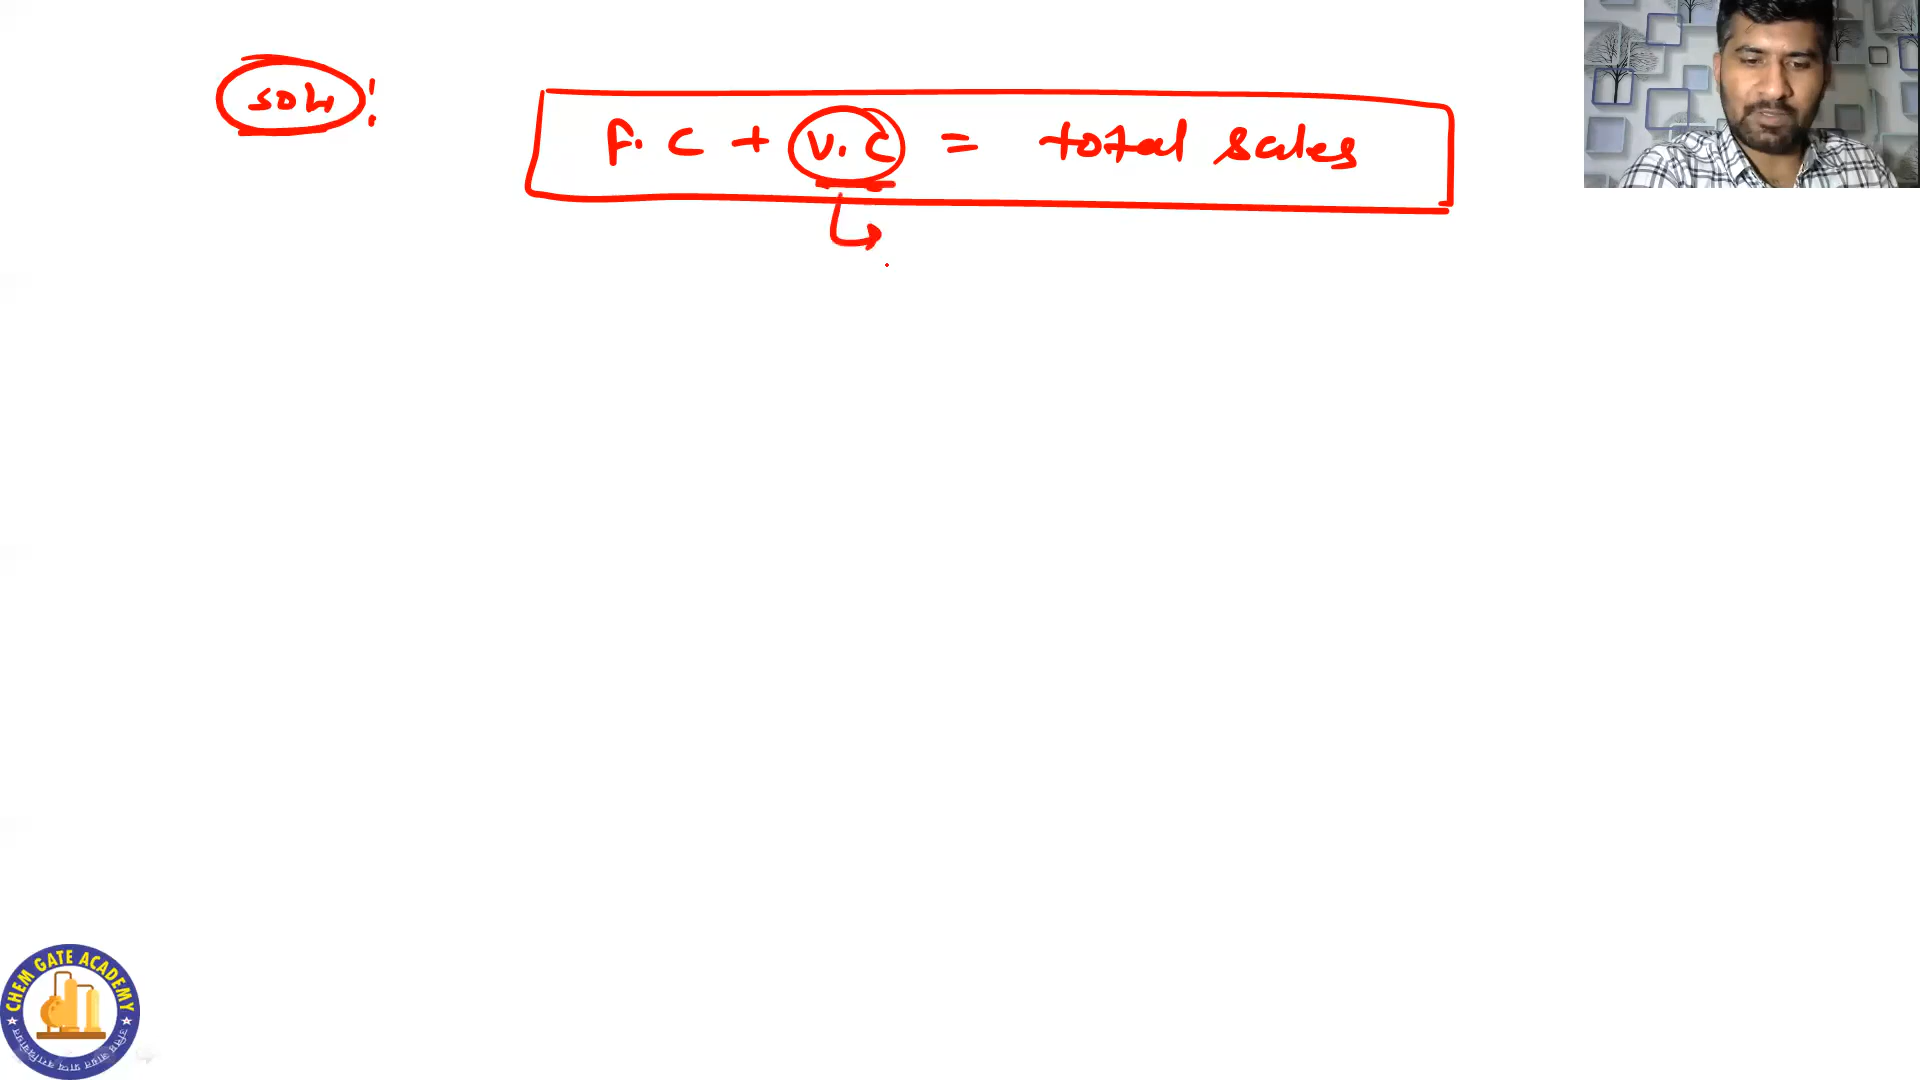 soln :
F.C + V.C = total sales
CHEM GATE ACADEMY